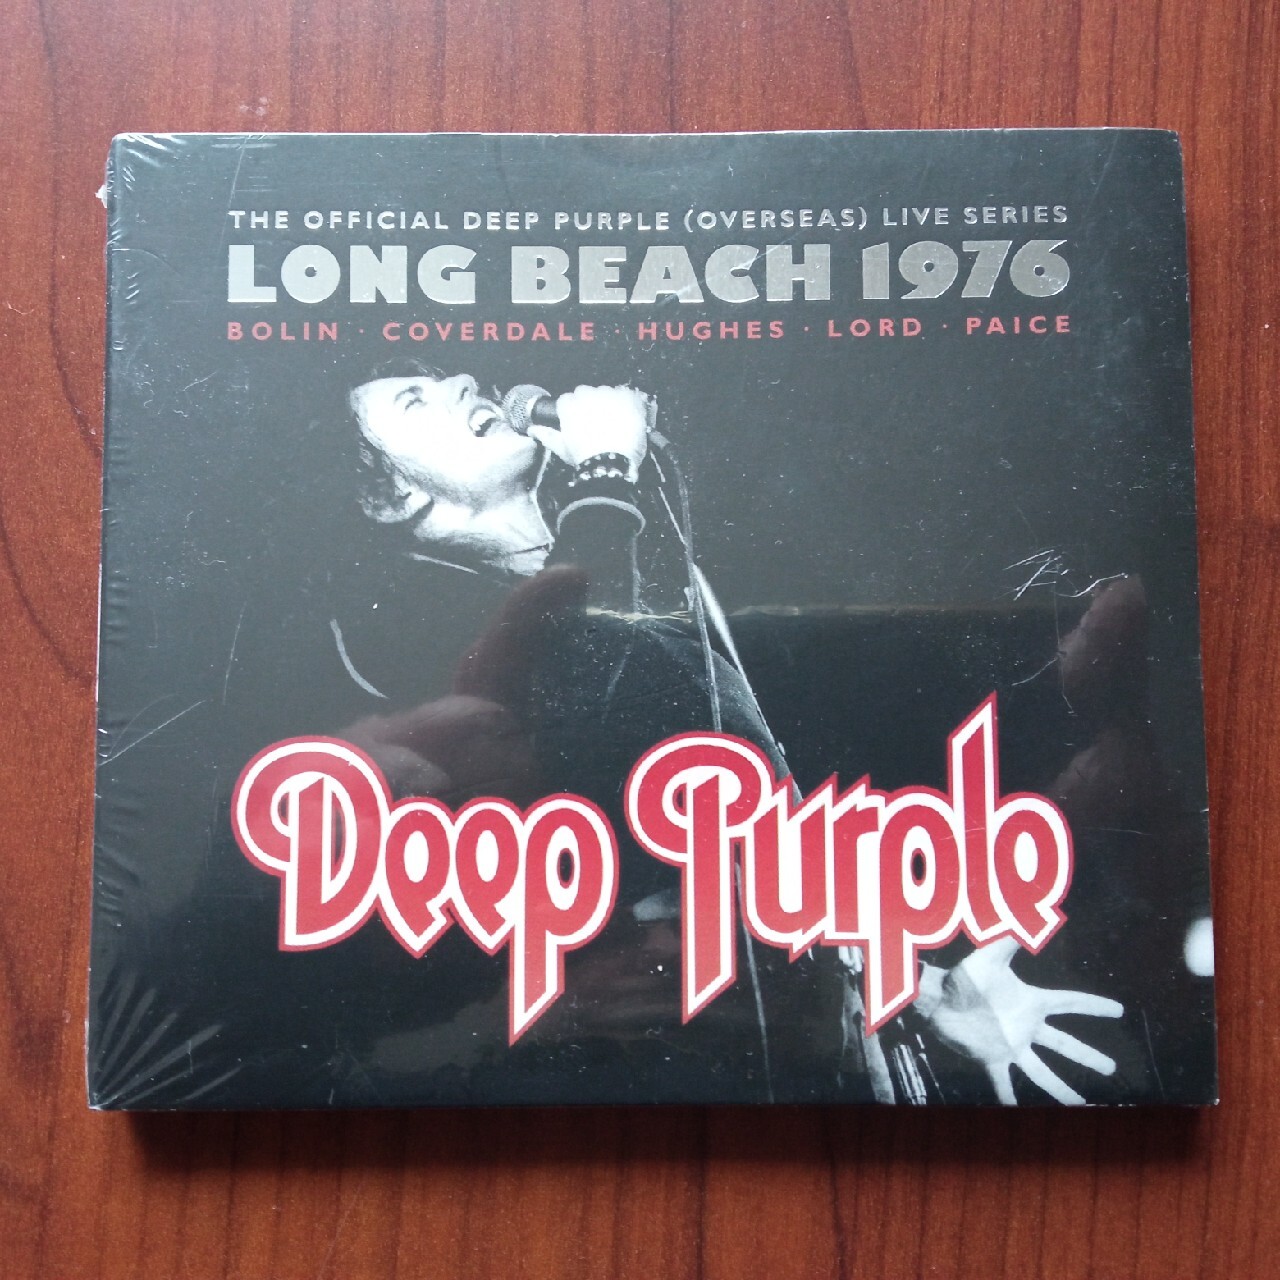 THE OFFICIAL DEEP PURPLE (OVERSEAS) LIVE SERIES
LONG BEACH 1976
BOLIN · COVERDALE · HUGHES · LORD · PAICE
Deep Purple